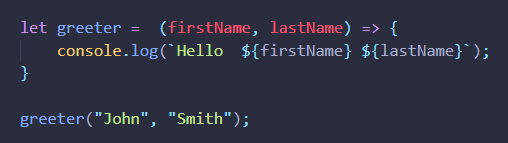 let greeter =  (firstName, lastName) => {
    console.log(`Hello  ${firstName} ${lastName}`);
}
greeter("John", "Smith");